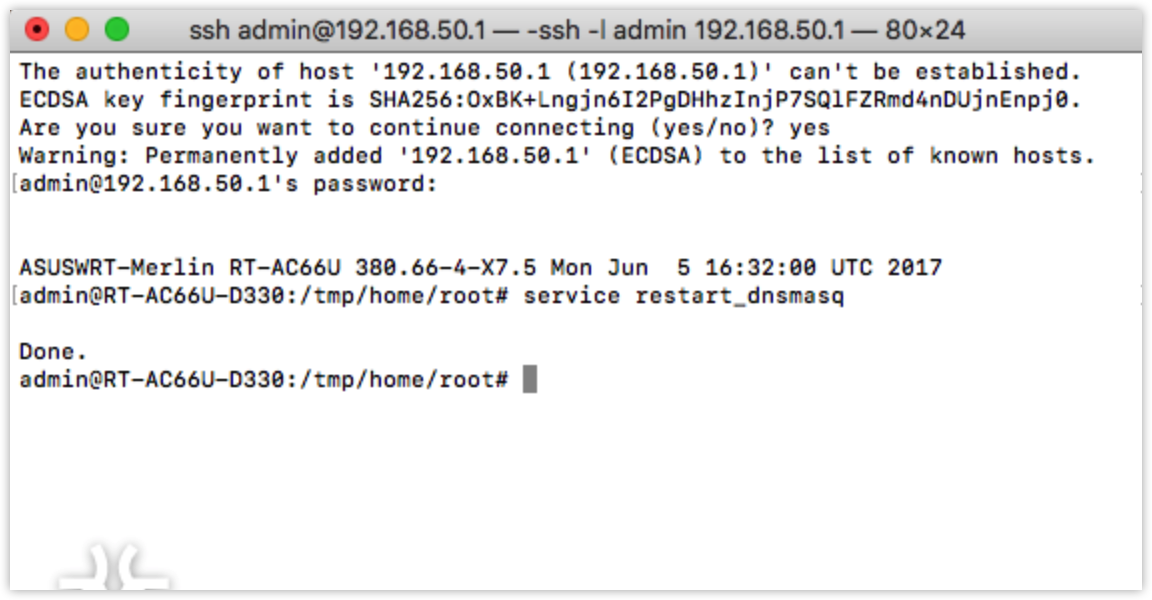 ssh admin@192.168.50.1 — -ssh -l admin 192.168.50.1 — 80×24
The authenticity of host '192.168.50.1 (192.168.50.1)' can't be established.
ECDSA key fingerprint is SHA256:OxBK+Lngjn6I2PgDHhzInjP7SQlFZRmd4nDUjnEnpj0.
Are you sure you want to continue connecting (yes/no)? yes
Warning: Permanently added '192.168.50.1' (ECDSA) to the list of known hosts.
[admin@192.168.50.1's password:
ASUSWRT-Merlin RT-AC66U 380.66-4-X7.5 Mon Jun  5 16:32:00 UTC 2017
[admin@RT-AC66U-D330:/tmp/home/root# service restart_dnsmasq
Done.
admin@RT-AC66U-D330:/tmp/home/root#